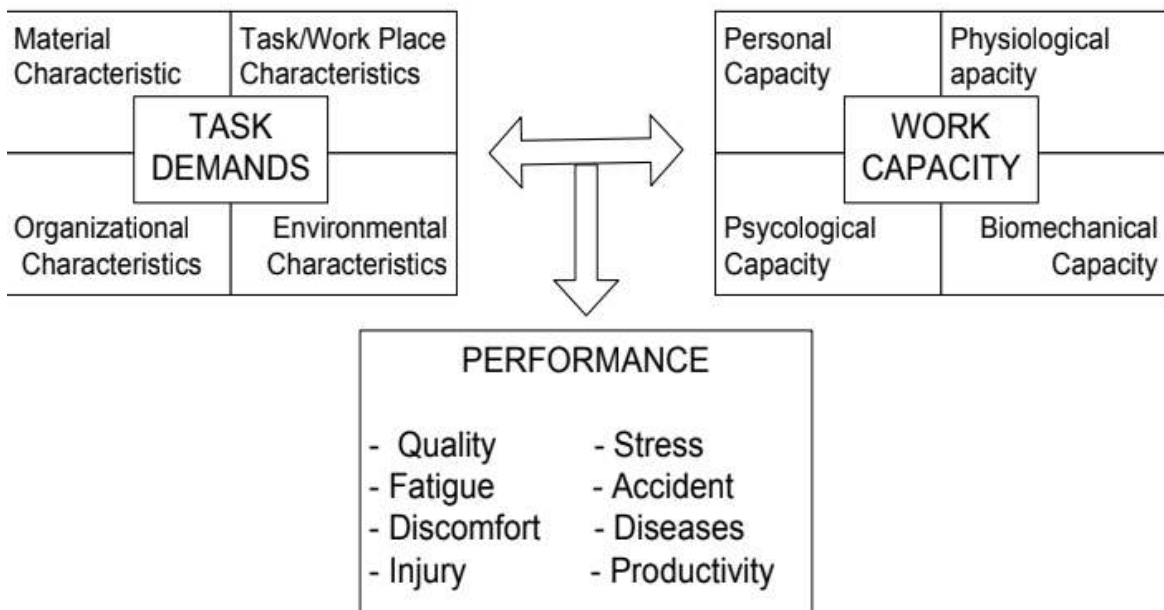 Material
Characteristic
Task/Work Place
Characteristics
TASK
DEMANDS
Organizational
Characteristics
Environmental
Characteristics
Personal
Capacity
Physiological
apacity
WORK
CAPACITY
Psycological
Capacity
Biomechanical
Capacity
PERFORMANCE
- Quality
- Fatigue
- Discomfort
- Injury
- Stress
- Accident
- Diseases
- Productivity